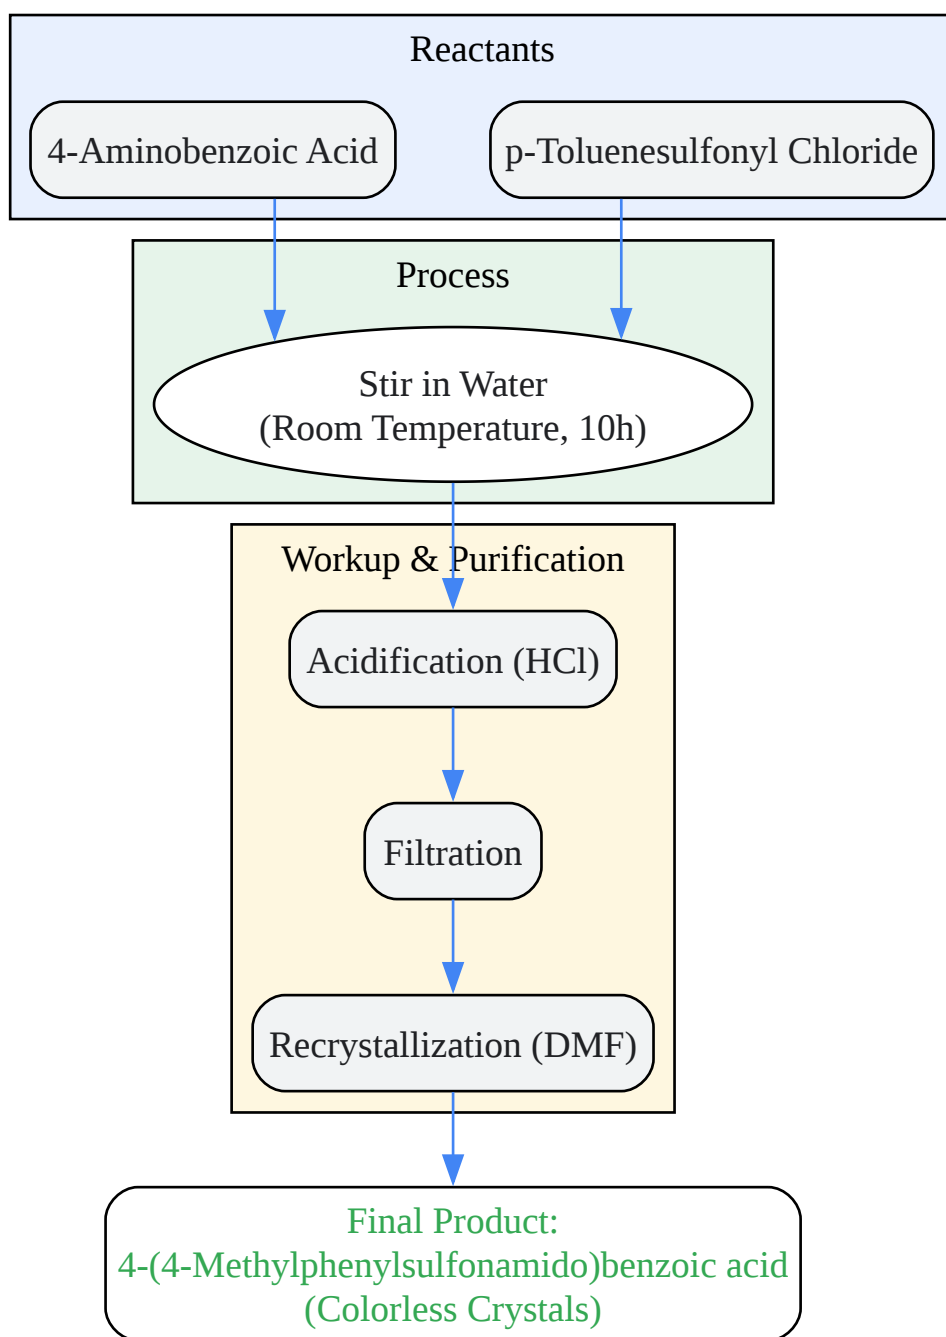 Reactants
4-Aminobenzoic Acid
p-Toluenesulfonyl Chloride
Process
Stir in Water
(Room Temperature, 10h)
Workup & Purification
Acidification (HCl)
Filtration
Recrystallization (DMF)
Final Product:
4-(4-Methylphenylsulfonamido)benzoic acid
(Colorless Crystals)